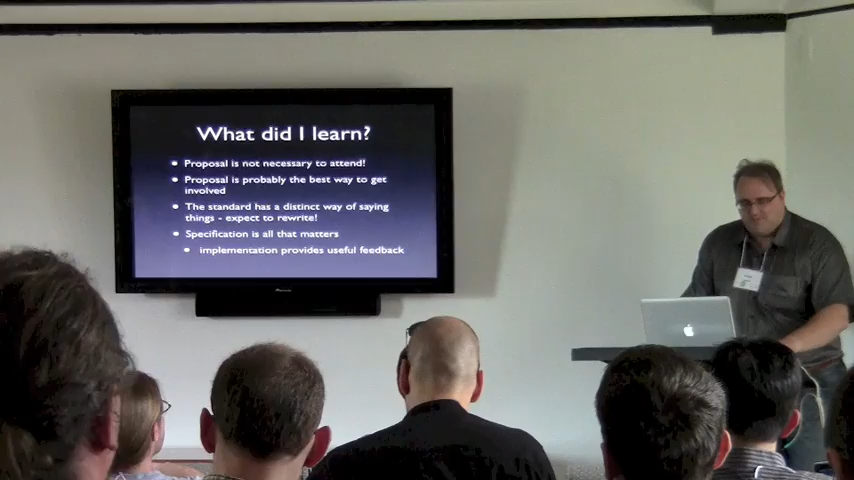 What did I learn?
Proposal is not necessary to attend!
Proposal is probably the best way to get
involved
The standard has a distinct way of saying
things - expect to rewrite!
Specification is all that matters
implementation provides useful feedback